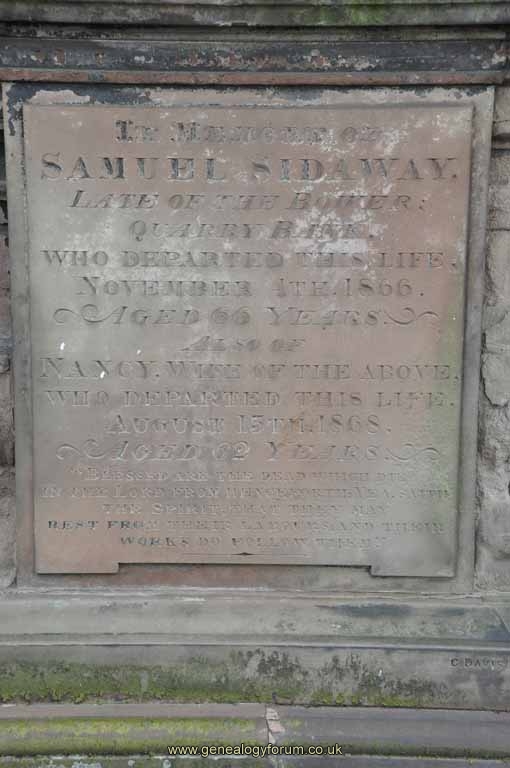 IN MEMORY OF
SAMUEL SIDAWAY.
LATE OF THE BOWER:
QUARRY BANK.
WHO DEPARTED THIS LIFE.
NOVEMBER 4TH. 1866.
AGED 66 YEARS.
ALSO OF
NANCY. WIFE OF THE ABOVE.
WHO DEPARTED THIS LIFE.
AUGUST 15TH. 1868.
AGED 62 YEARS.
"BLESSED ARE THE DEAD WHICH DIE
IN THE LORD FROM HENCEFORTH: YEA, SAITH
THE SPIRIT, THAT THEY MAY
REST FROM THEIR LABOURS, AND THEIR
WORKS DO FOLLOW THEM."
C DAVIS
www.genealogyforum.co.uk